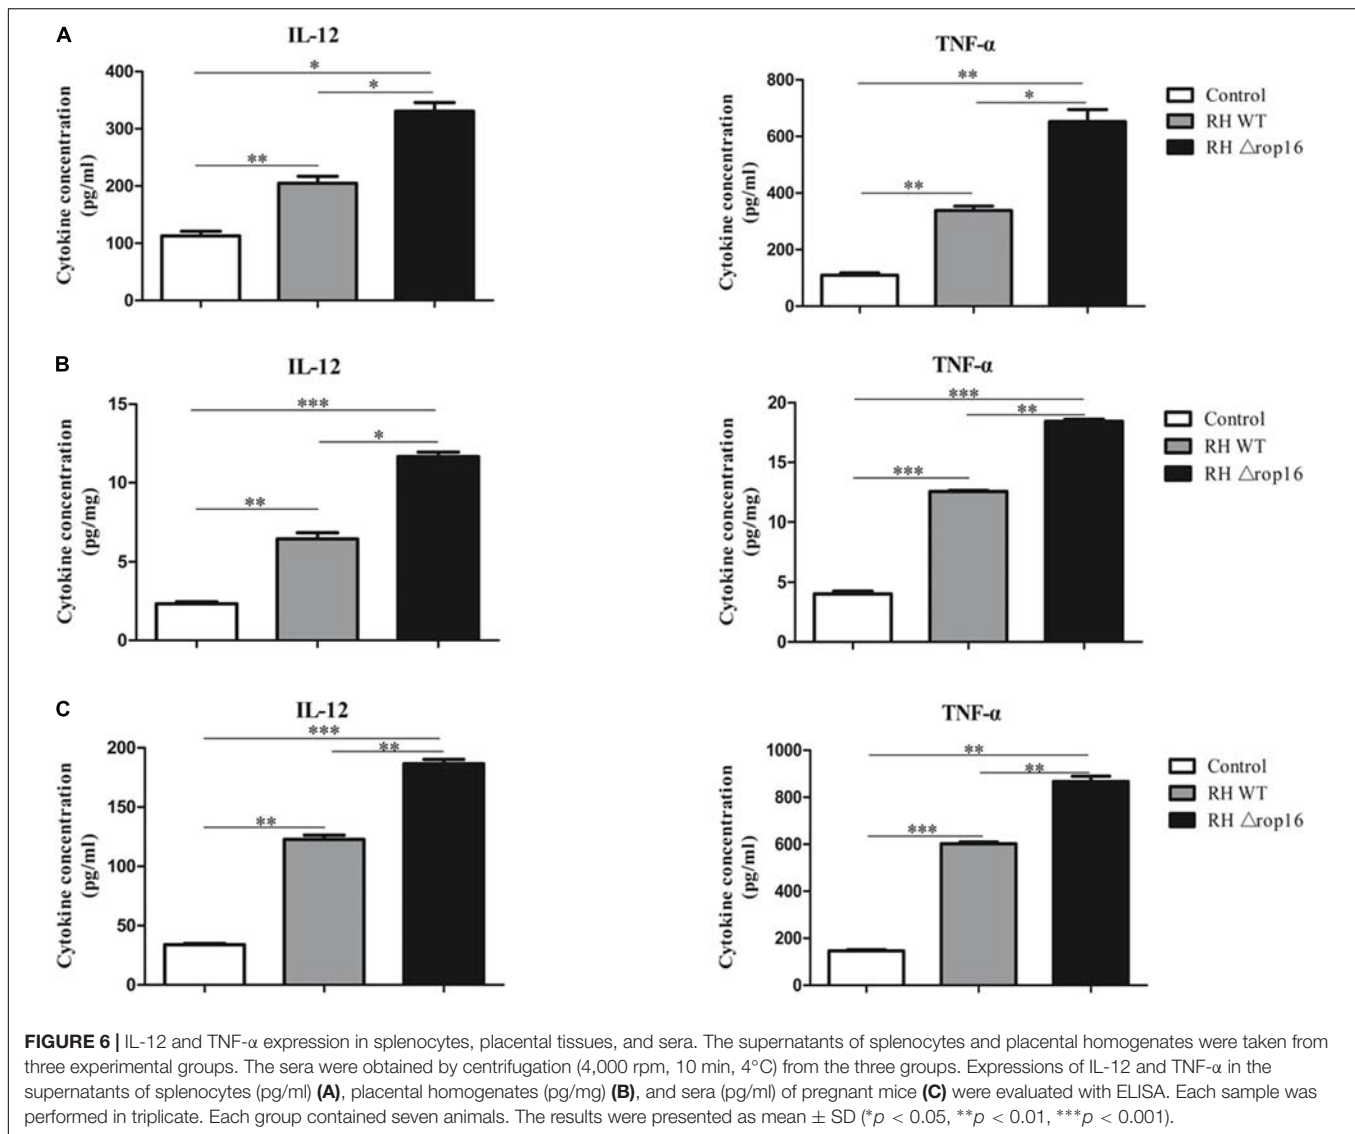 A
IL-12
TNF-α
Cytokine concentration
(pg/ml)
400
300
200
100
0
*
*
**
Cytokine concentration
(pg/ml)
800
600
400
200
0
**
*
**
Control
RH WT
RH △rop16
B
IL-12
TNF-α
Cytokine concentration
(pg/mg)
15
10
5
0
***
*
**
Cytokine concentration
(pg/mg)
20
15
10
5
0
***
**
***
Control
RH WT
RH △rop16
C
IL-12
TNF-α
Cytokine concentration
(pg/ml)
200
150
100
50
0
***
**
**
Cytokine concentration
(pg/ml)
1000
800
600
400
200
0
**
**
***
Control
RH WT
RH △rop16
FIGURE 6 | IL-12 and TNF-α expression in splenocytes, placental tissues, and sera. The supernatants of splenocytes and placental homogenates were taken from
three experimental groups. The sera were obtained by centrifugation (4,000 rpm, 10 min, 4°C) from the three groups. Expressions of IL-12 and TNF-α in the
supernatants of splenocytes (pg/ml) (A), placental homogenates (pg/mg) (B), and sera (pg/ml) of pregnant mice (C) were evaluated with ELISA. Each sample was
performed in triplicate. Each group contained seven animals. The results were presented as mean ± SD (*p < 0.05, **p < 0.01, ***p < 0.001).